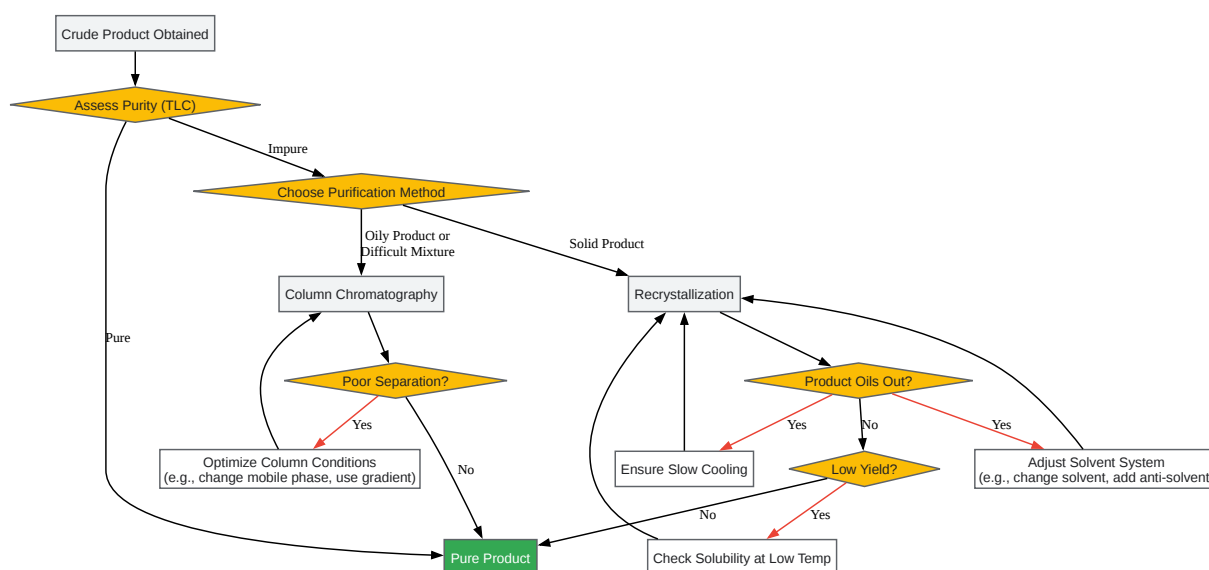 Crude Product Obtained
Assess Purity (TLC)
Impure
Choose Purification Method
Oily Product or
Difficult Mixture
Solid Product
Column Chromatography
Recrystallization
Pure
Poor Separation?
Product Oils Out?
Yes
Yes
No
Yes
Optimize Column Conditions
(e.g., change mobile phase, use gradient)
No
Ensure Slow Cooling
Low Yield?
Adjust Solvent System
(e.g., change solvent, add anti-solvent
No
Yes
Pure Product
Check Solubility at Low Temp